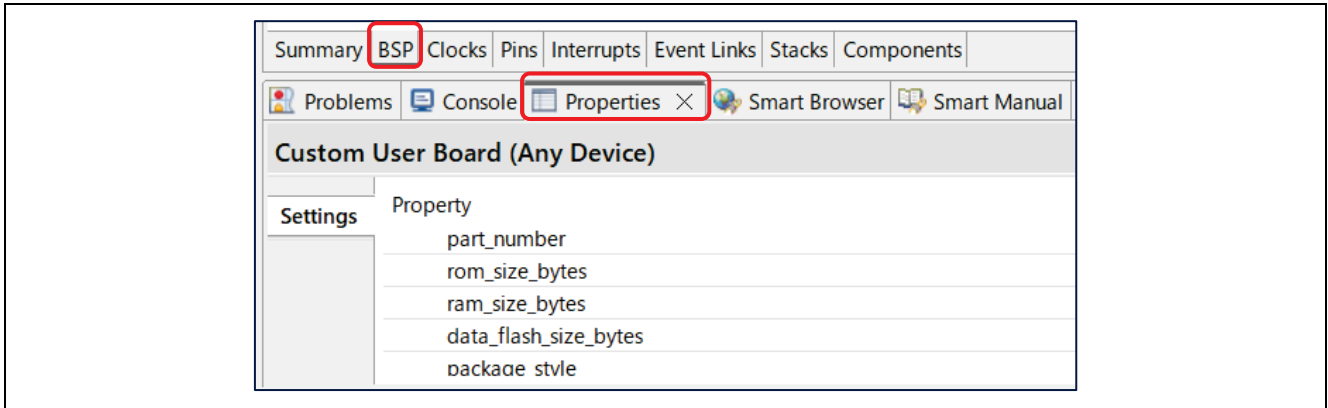 Summary BSP Clocks Pins Interrupts Event Links Stacks Components
Problems Console Properties Smart Browser Smart Manual
Custom User Board (Any Device)
Settings
Property
part_number
rom_size_bytes
ram_size_bytes
data_flash_size_bytes
package_style